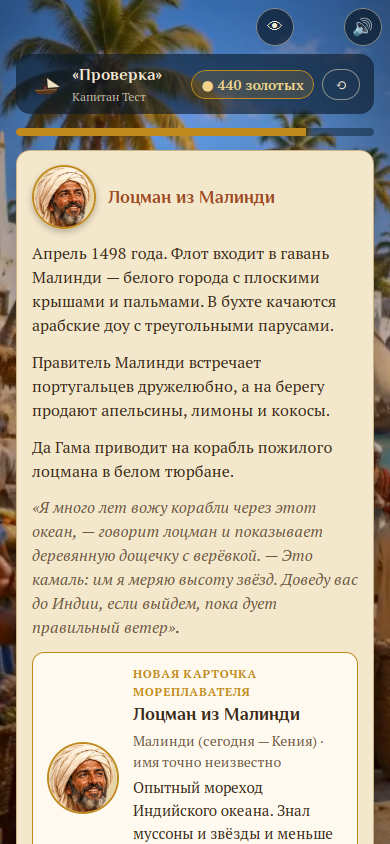 «Проверка»
Капитан Тест
440 золотых
Лоцман из Малинди
Апрель 1498 года. Флот входит в гавань
Малинди — белого города с плоскими
крышами и пальмами. В бухте качаются
арабские доу с треугольными парусами.
Правитель Малинди встречает
португальцев дружелюбно, а на берегу
продают апельсины, лимоны и кокосы.
Да Гама приводит на корабль пожилого
лоцмана в белом тюрбане.
«Я много лет вожу корабли через этот
океан, — говорит лоцман и показывает
деревянную дощечку с верёвкой. — Это
камаль: им я меряю высоту звёзд. Доведу вас
до Индии, если выйдем, пока дует
правильный ветер».
НОВАЯ КАРТОЧКА
МОРЕПЛАВАТЕЛЯ
Лоцман из Малинди
Малинди (сегодня — Кения) ·
имя точно неизвестно
Опытный мореход
Индийского океана. Знал
муссоны и звёзды и меньше